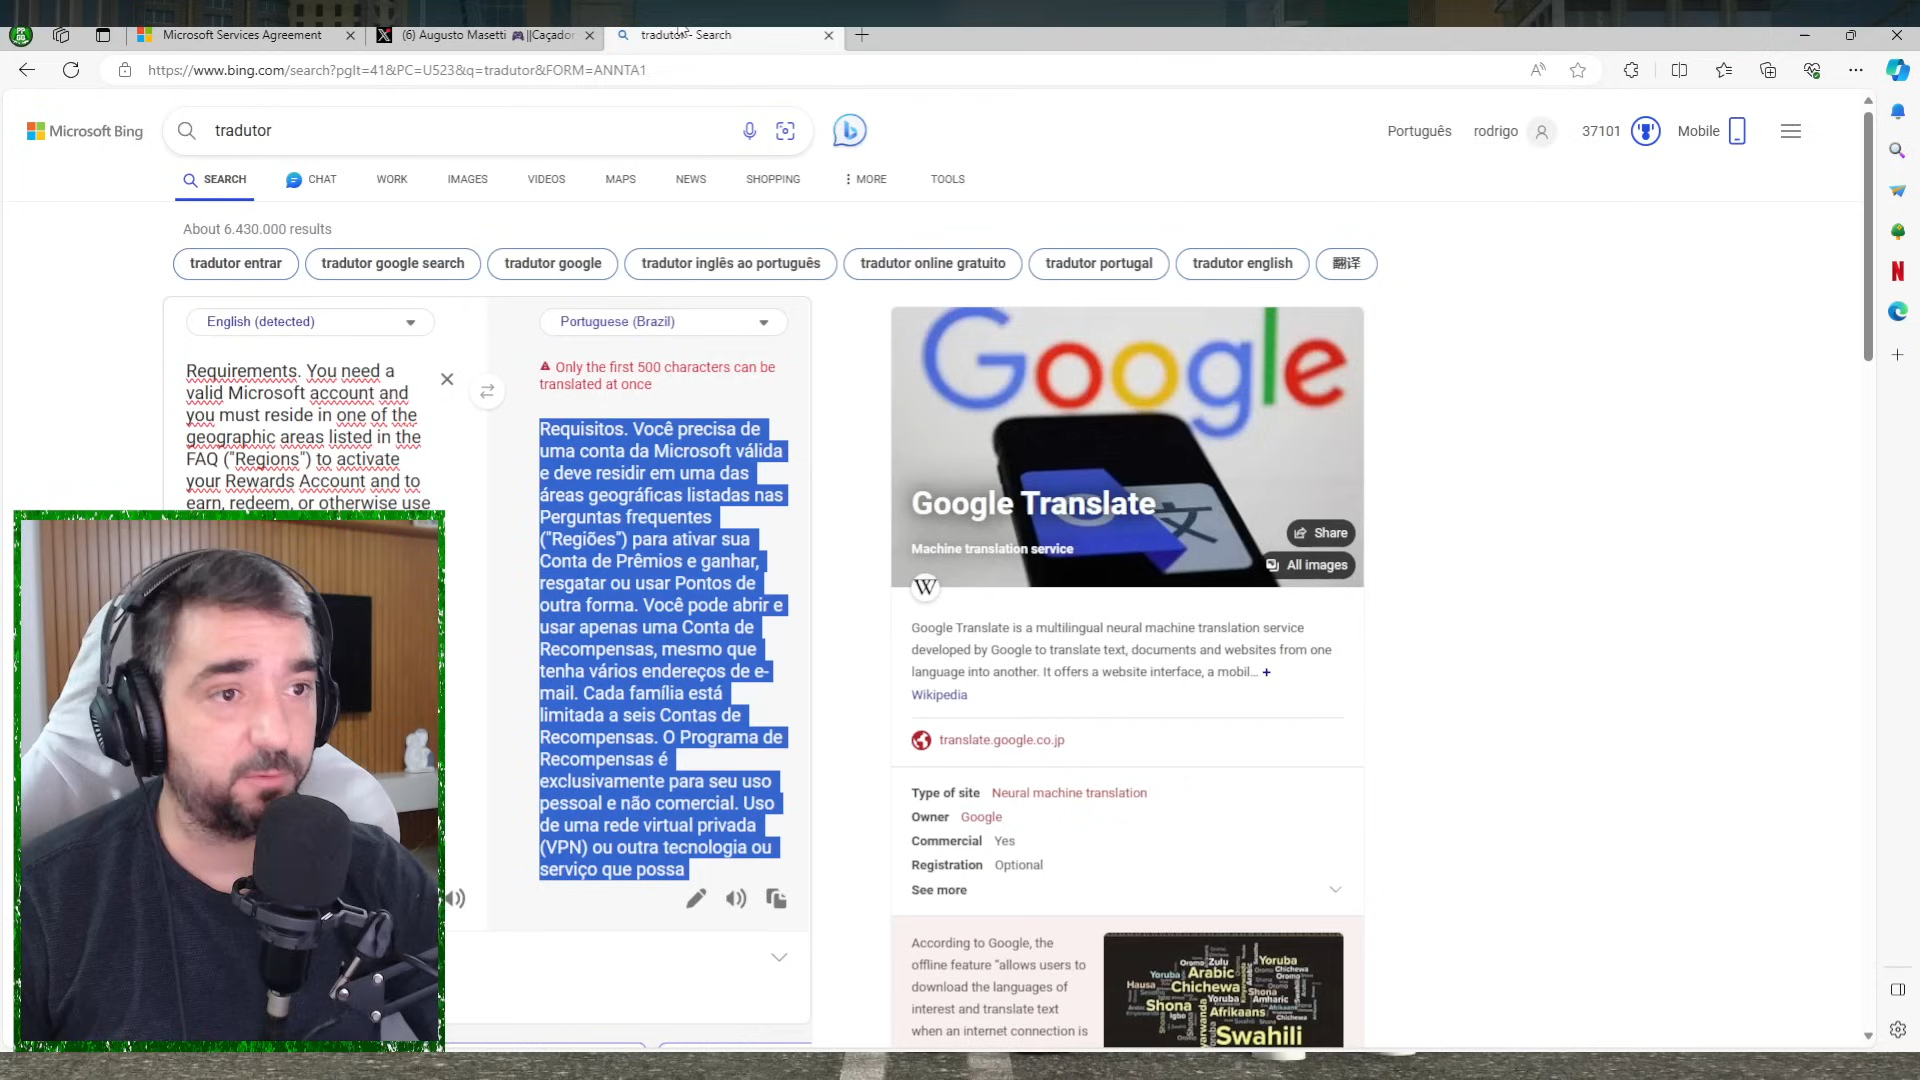 Microsoft Services Agreement
(6) Augusto Masetti 🎮||Caçador
tradutor - Search
https://www.bing.com/search?pglt=41&PC=U523&q=tradutor&FORM=ANNTA1
Microsoft Bing
tradutor
Português
rodrigo
37101
Mobile
SEARCH
CHAT
WORK
IMAGES
VIDEOS
MAPS
NEWS
SHOPPING
MORE
TOOLS
About 6.430.000 results
tradutor entrar
tradutor google search
tradutor google
tradutor inglês ao português
tradutor online gratuito
tradutor portugal
tradutor english
翻译
English (detected)
Requirements. You need a
valid Microsoft account and
you must reside in one of the
geographic areas listed in the
FAQ ("Regions") to activate
your Rewards Account and to
earn, redeem, or otherwise use
Portuguese (Brazil)
Only the first 500 characters can be
translated at once
Requisitos. Você precisa de
uma conta da Microsoft válida
e deve residir em uma das
áreas geográficas listadas nas
Perguntas frequentes
("Regiões") para ativar sua
Conta de Prêmios e ganhar,
resgatar ou usar Pontos de
outra forma. Você pode abrir e
usar apenas uma Conta de
Recompensas, mesmo que
tenha vários endereços de e-
mail. Cada família está
limitada a seis Contas de
Recompensas. O Programa de
Recompensas é
exclusivamente para seu uso
pessoal e não comercial. Uso
de uma rede virtual privada
(VPN) ou outra tecnologia ou
serviço que possa
Google
Google Translate
Machine translation service
Share
All images
W
Google Translate is a multilingual neural machine translation service
developed by Google to translate text, documents and websites from one
language into another. It offers a website interface, a mobil… +
Wikipedia
translate.google.co.jp
Type of site Neural machine translation
Owner Google
Commercial Yes
Registration Optional
See more
According to Google, the
offline feature "allows users to
download the languages of
interest and translate text
when an internet connection is
Yoruba
Arabic
Hausa
Chichewa
Shona
Afrikaans
Swahili